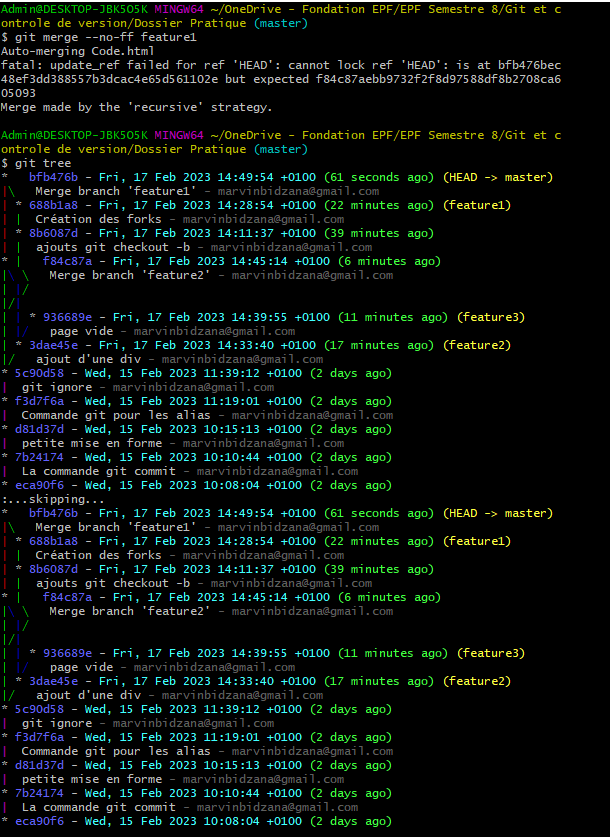 Admin@DESKTOP-JBK5O5K MINGW64 ~/OneDrive - Fondation EPF/EPF Semestre 8/Git et c
ontrole de version/Dossier Pratique (master)
$ git merge --no-ff feature1
Auto-merging Code.html
fatal: update_ref failed for ref 'HEAD': cannot lock ref 'HEAD': is at bfb476bec
48ef3dd388557b3dcac4e65d561102e but expected f84c87aebb9732f2f8d97588df8b2708ca6
05093
Merge made by the 'recursive' strategy.
Admin@DESKTOP-JBK5O5K MINGW64 ~/OneDrive - Fondation EPF/EPF Semestre 8/Git et c
ontrole de version/Dossier Pratique (master)
$ git tree
*   bfb476b - Fri, 17 Feb 2023 14:49:54 +0100 (61 seconds ago) (HEAD -> master)
|\   Merge branch 'feature1' - marvinbidzana@gmail.com
| * 688b1a8 - Fri, 17 Feb 2023 14:28:54 +0100 (22 minutes ago) (feature1)
| |  Création des forks - marvinbidzana@gmail.com
| * 8b6087d - Fri, 17 Feb 2023 14:11:37 +0100 (39 minutes ago)
| |  ajouts git checkout -b - marvinbidzana@gmail.com
* |   f84c87a - Fri, 17 Feb 2023 14:45:14 +0100 (6 minutes ago)
|\ \   Merge branch 'feature2' - marvinbidzana@gmail.com
| |/
|/|
| | * 936689e - Fri, 17 Feb 2023 14:39:55 +0100 (11 minutes ago) (feature3)
| |/   page vide - marvinbidzana@gmail.com
| * 3dae45e - Fri, 17 Feb 2023 14:33:40 +0100 (17 minutes ago) (feature2)
|/   ajout d'une div - marvinbidzana@gmail.com
* 5c90d58 - Wed, 15 Feb 2023 11:39:12 +0100 (2 days ago)
|  git ignore - marvinbidzana@gmail.com
* f3d7f6a - Wed, 15 Feb 2023 11:19:01 +0100 (2 days ago)
|  Commande git pour les alias - marvinbidzana@gmail.com
* d81d37d - Wed, 15 Feb 2023 10:15:13 +0100 (2 days ago)
|  petite mise en forme - marvinbidzana@gmail.com
* 7b24174 - Wed, 15 Feb 2023 10:10:44 +0100 (2 days ago)
|  La commande git commit - marvinbidzana@gmail.com
* eca90f6 - Wed, 15 Feb 2023 10:08:04 +0100 (2 days ago)
:...skipping...
*   bfb476b - Fri, 17 Feb 2023 14:49:54 +0100 (61 seconds ago) (HEAD -> master)
|\   Merge branch 'feature1' - marvinbidzana@gmail.com
| * 688b1a8 - Fri, 17 Feb 2023 14:28:54 +0100 (22 minutes ago) (feature1)
| |  Création des forks - marvinbidzana@gmail.com
| * 8b6087d - Fri, 17 Feb 2023 14:11:37 +0100 (39 minutes ago)
| |  ajouts git checkout -b - marvinbidzana@gmail.com
* |   f84c87a - Fri, 17 Feb 2023 14:45:14 +0100 (6 minutes ago)
|\ \   Merge branch 'feature2' - marvinbidzana@gmail.com
| |/
|/|
| | * 936689e - Fri, 17 Feb 2023 14:39:55 +0100 (11 minutes ago) (feature3)
| |/   page vide - marvinbidzana@gmail.com
| * 3dae45e - Fri, 17 Feb 2023 14:33:40 +0100 (17 minutes ago) (feature2)
|/   ajout d'une div - marvinbidzana@gmail.com
* 5c90d58 - Wed, 15 Feb 2023 11:39:12 +0100 (2 days ago)
|  git ignore - marvinbidzana@gmail.com
* f3d7f6a - Wed, 15 Feb 2023 11:19:01 +0100 (2 days ago)
|  Commande git pour les alias - marvinbidzana@gmail.com
* d81d37d - Wed, 15 Feb 2023 10:15:13 +0100 (2 days ago)
|  petite mise en forme - marvinbidzana@gmail.com
* 7b24174 - Wed, 15 Feb 2023 10:10:44 +0100 (2 days ago)
|  La commande git commit - marvinbidzana@gmail.com
* eca90f6 - Wed, 15 Feb 2023 10:08:04 +0100 (2 days ago)